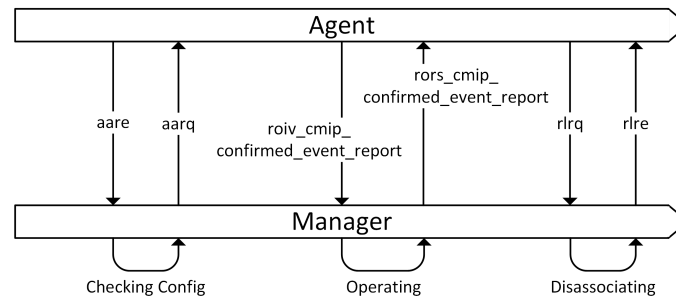 Agent
rors_cmip_
confirmed_event_report
aare
aarq
roiv_cmip_
confirmed_event_report
rlrq
rlre
Manager
Checking Config
Operating
Disassociating